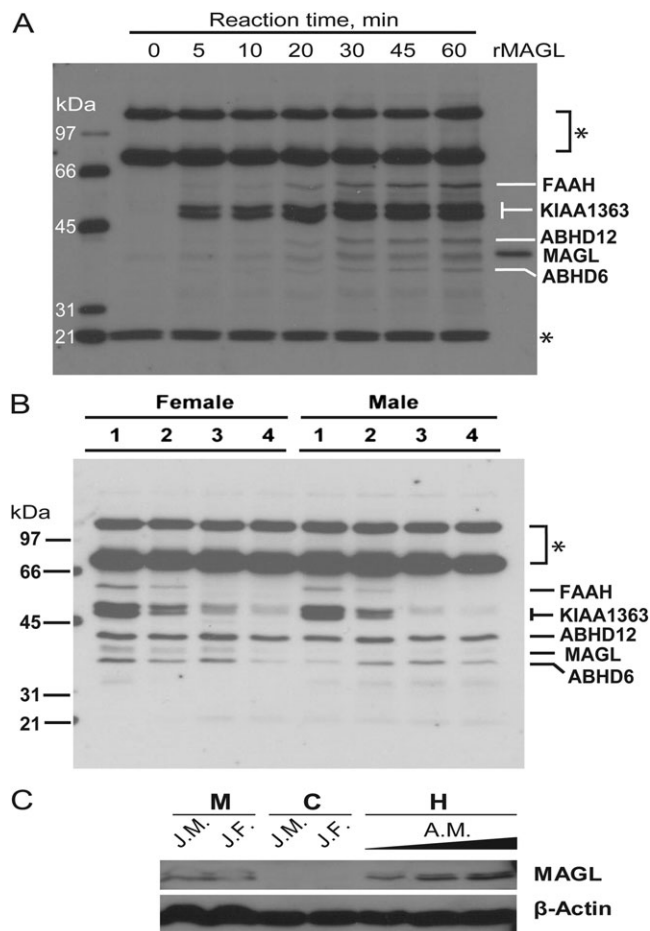 A
Reaction time, min
0 5 10 20 30 45 60 rMAGL
kDa
97
66
45
31
21
*
FAAH
KIAA1363
ABHD12
MAGL
ABHD6
*
B
Female Male
1 2 3 4 1 2 3 4
kDa
97
66
45
31
21
*
FAAH
KIAA1363
ABHD12
MAGL
ABHD6
C
M C H
J.M. J.F. J.M. J.F. A.M.
MAGL
β-Actin